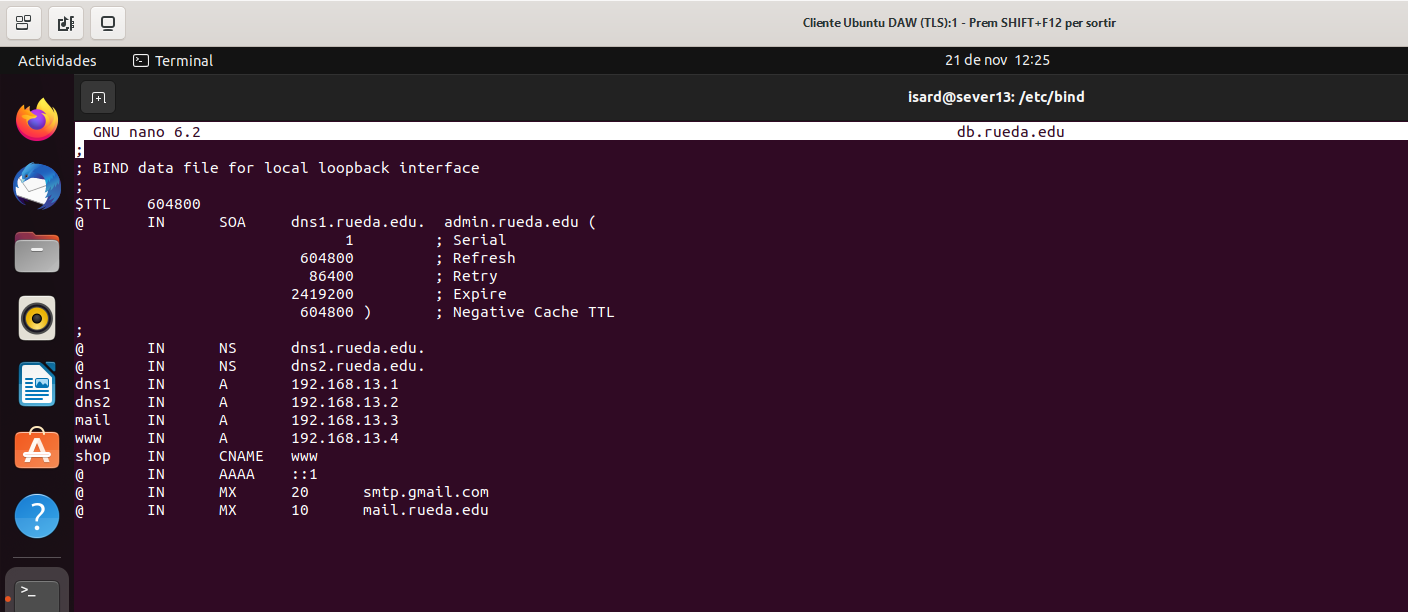 Cliente Ubuntu DAW (TLS):1 - Prem SHIFT+F12 per sortir
Actividades Terminal 21 de nov 12:25
isard@sever13: /etc/bind
GNU nano 6.2 db.rueda.edu
;
; BIND data file for local loopback interface
;
$TTL 604800
@ IN SOA dns1.rueda.edu. admin.rueda.edu (
1 ; Serial
604800 ; Refresh
86400 ; Retry
2419200 ; Expire
604800 ) ; Negative Cache TTL
;
@ IN NS dns1.rueda.edu.
@ IN NS dns2.rueda.edu.
dns1 IN A 192.168.13.1
dns2 IN A 192.168.13.2
mail IN A 192.168.13.3
www IN A 192.168.13.4
shop IN CNAME www
@ IN AAAA ::1
@ IN MX 20 smtp.gmail.com
@ IN MX 10 mail.rueda.edu